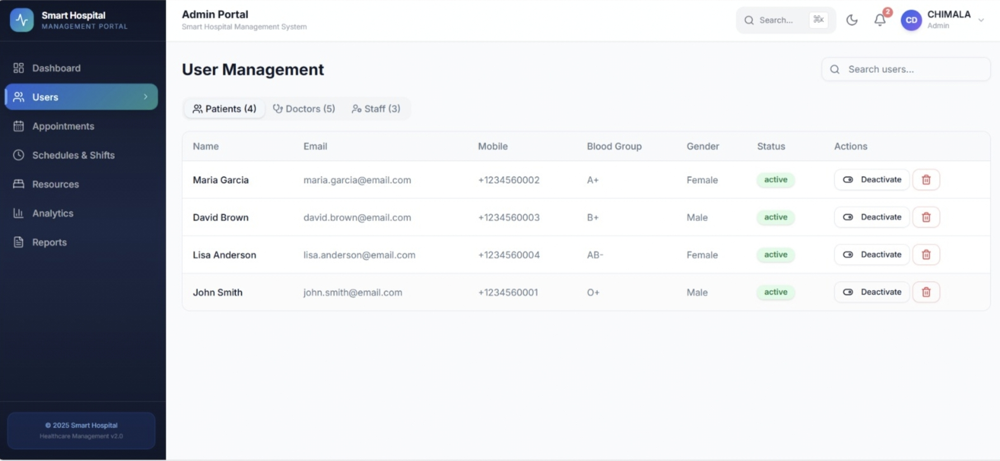 Smart Hospital
MANAGEMENT PORTAL
Dashboard
Users
Appointments
Schedules & Shifts
Resources
Analytics
Reports
© 2025 Smart Hospital
Healthcare Management v2.0
Admin Portal
Smart Hospital Management System
Search... ⌘K
2
CD
CHIMALA
Admin
User Management
Search users...
Patients (4) Doctors (5) Staff (3)
Name Email Mobile Blood Group Gender Status Actions
Maria Garcia maria.garcia@email.com +1234560002 A+ Female active Deactivate
David Brown david.brown@email.com +1234560003 B+ Male active Deactivate
Lisa Anderson lisa.anderson@email.com +1234560004 AB- Female active Deactivate
John Smith john.smith@email.com +1234560001 O+ Male active Deactivate